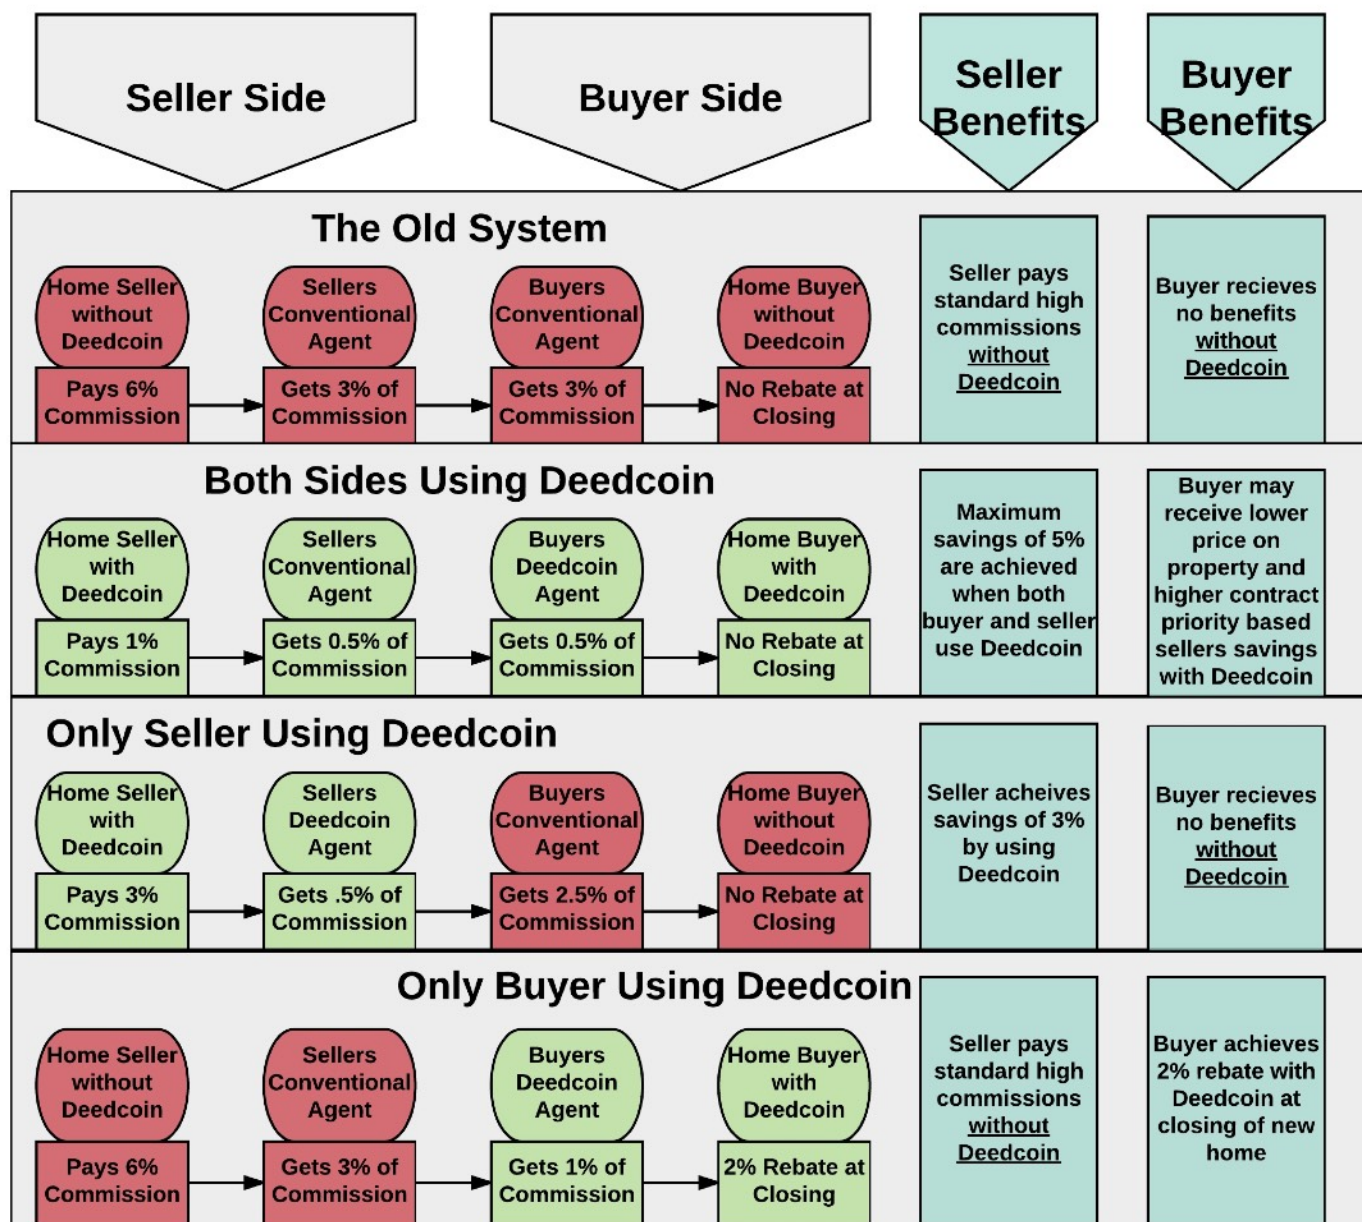 Seller Side
Buyer Side
Seller
Benefits
Buyer
Benefits
The Old System
Home Seller
without
Deedcoin
Pays 6%
Commission
Sellers
Conventional
Agent
Gets 3% of
Commission
Buyers
Conventional
Agent
Gets 3% of
Commission
Home Buyer
without
Deedcoin
No Rebate at
Closing
Seller pays
standard high
commissions
without
Deedcoin
Buyer recieves
no benefits
without
Deedcoin
Both Sides Using Deedcoin
Home Seller
with
Deedcoin
Pays 1%
Commission
Sellers
Conventional
Agent
Gets 0.5% of
Commission
Buyers
Deedcoin
Agent
Gets 0.5% of
Commission
Home Buyer
with
Deedcoin
No Rebate at
Closing
Maximum
savings of 5%
are achieved
when both
buyer and seller
use Deedcoin
Buyer may
receive lower
price on
property and
higher contract
priority based
sellers savings
with Deedcoin
Only Seller Using Deedcoin
Home Seller
with
Deedcoin
Pays 3%
Commission
Sellers
Deedcoin
Agent
Gets .5% of
Commission
Buyers
Conventional
Agent
Gets 2.5% of
Commission
Home Buyer
without
Deedcoin
No Rebate at
Closing
Seller acheives
savings of 3%
by using
Deedcoin
Buyer recieves
no benefits
without
Deedcoin
Only Buyer Using Deedcoin
Home Seller
without
Deedcoin
Pays 6%
Commission
Sellers
Conventional
Agent
Gets 3% of
Commission
Buyers
Deedcoin
Agent
Gets 1% of
Commission
Home Buyer
with
Deedcoin
2% Rebate at
Closing
Seller pays
standard high
commissions
without
Deedcoin
Buyer achieves
2% rebate with
Deedcoin at
closing of new
home